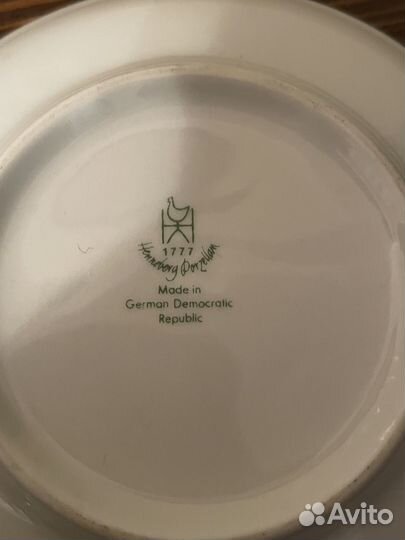 1777
Henneberg Porzellan
Made in
German Democratic
Republic
Avito